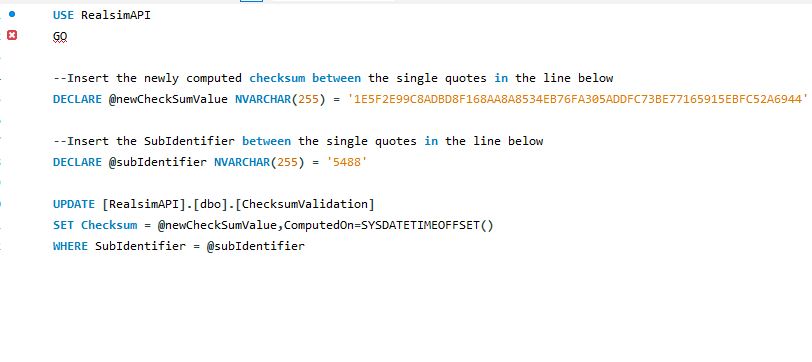 USE RealsimAPI
GO
--Insert the newly computed checksum between the single quotes in the line below
DECLARE @newCheckSumValue NVARCHAR(255) = '1E5F2E99C8ADBD8F168AA8A8534EB76FA305ADDFC73BE77165915EBFC52A6944'
--Insert the SubIdentifier between the single quotes in the line below
DECLARE @subIdentifier NVARCHAR(255) = '5488'
UPDATE [RealsimAPI].[dbo].[ChecksumValidation]
SET Checksum = @newCheckSumValue,ComputedOn=SYSDATETIMEOFFSET()
WHERE SubIdentifier = @subIdentifier